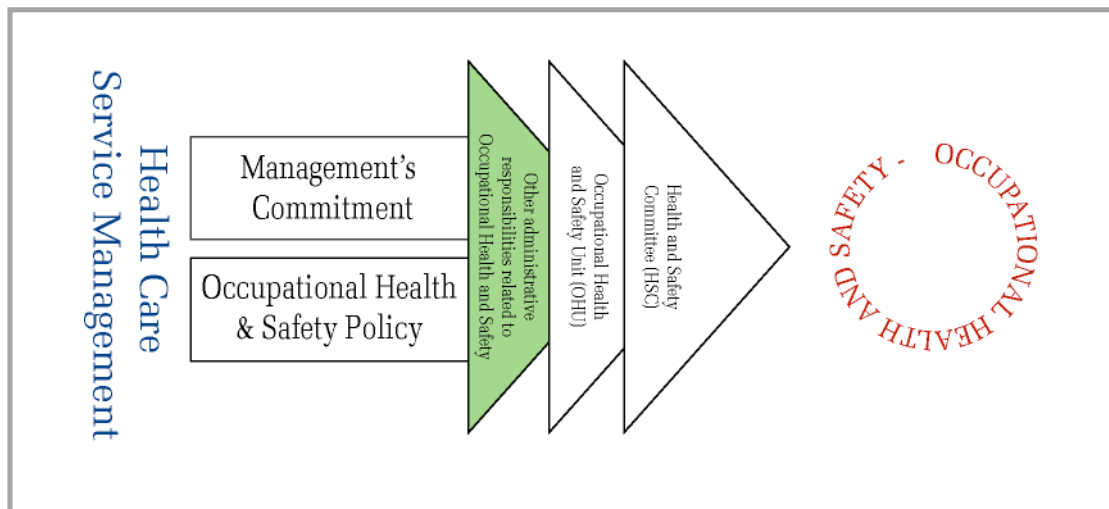 Health Care
Service Management
Management’s
Commitment
Occupational Health
& Safety Policy
Other administrative
responsibilities related to
Occupational Health and Safety
Occupational Health
and Safety Unit (OHU)
Health and Safety
Committee (HSC)
OCCUPATIONAL HEALTH AND SAFETY -